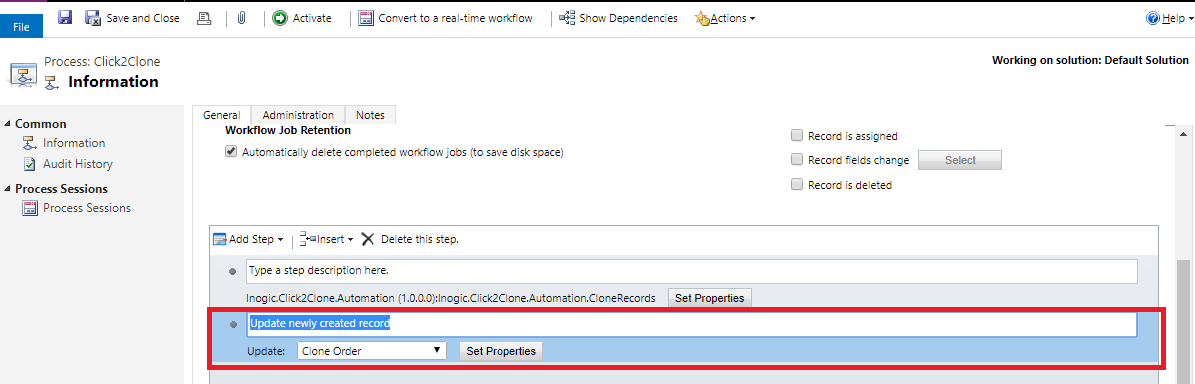 File
Save and Close
Activate
Convert to a real-time workflow
Show Dependencies
Actions
Help
Process: Click2Clone
Information
Working on solution: Default Solution
Common
Information
Audit History
Process Sessions
Process Sessions
General
Administration
Notes
Workflow Job Retention
Automatically delete completed workflow jobs (to save disk space)
Record is assigned
Record fields change
Select
Record is deleted
Add Step
Insert
Delete this step.
Type a step description here.
Inogic.Click2Clone.Automation (1.0.0.0):Inogic.Click2Clone.Automation.CloneRecords
Set Properties
Update newly created record
Update:
Clone Order
Set Properties